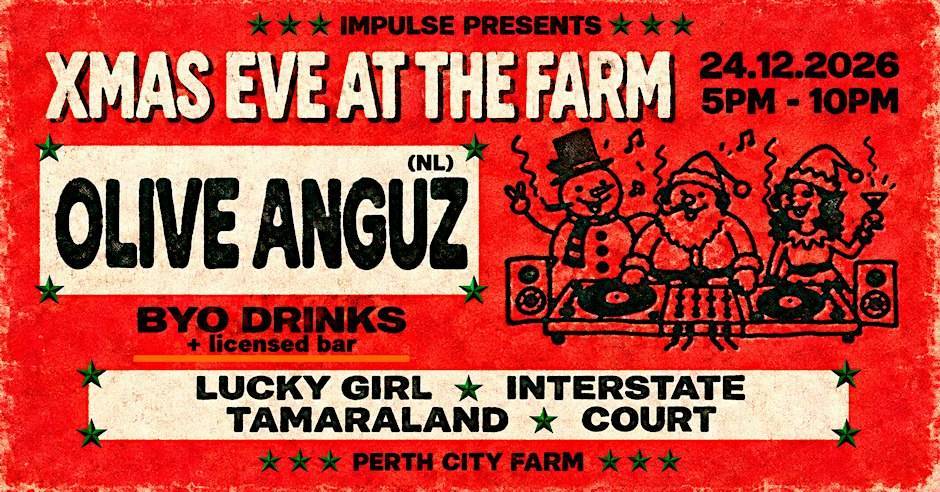 IMPULSE PRESENTS
XMAS EVE AT THE FARM
24.12.2026
5PM - 10PM
(NL)
OLIVE ANGUZ
BYO DRINKS
+ licensed bar
LUCKY GIRL ★ INTERSTATE
TAMARALAND ★ COURT
PERTH CITY FARM